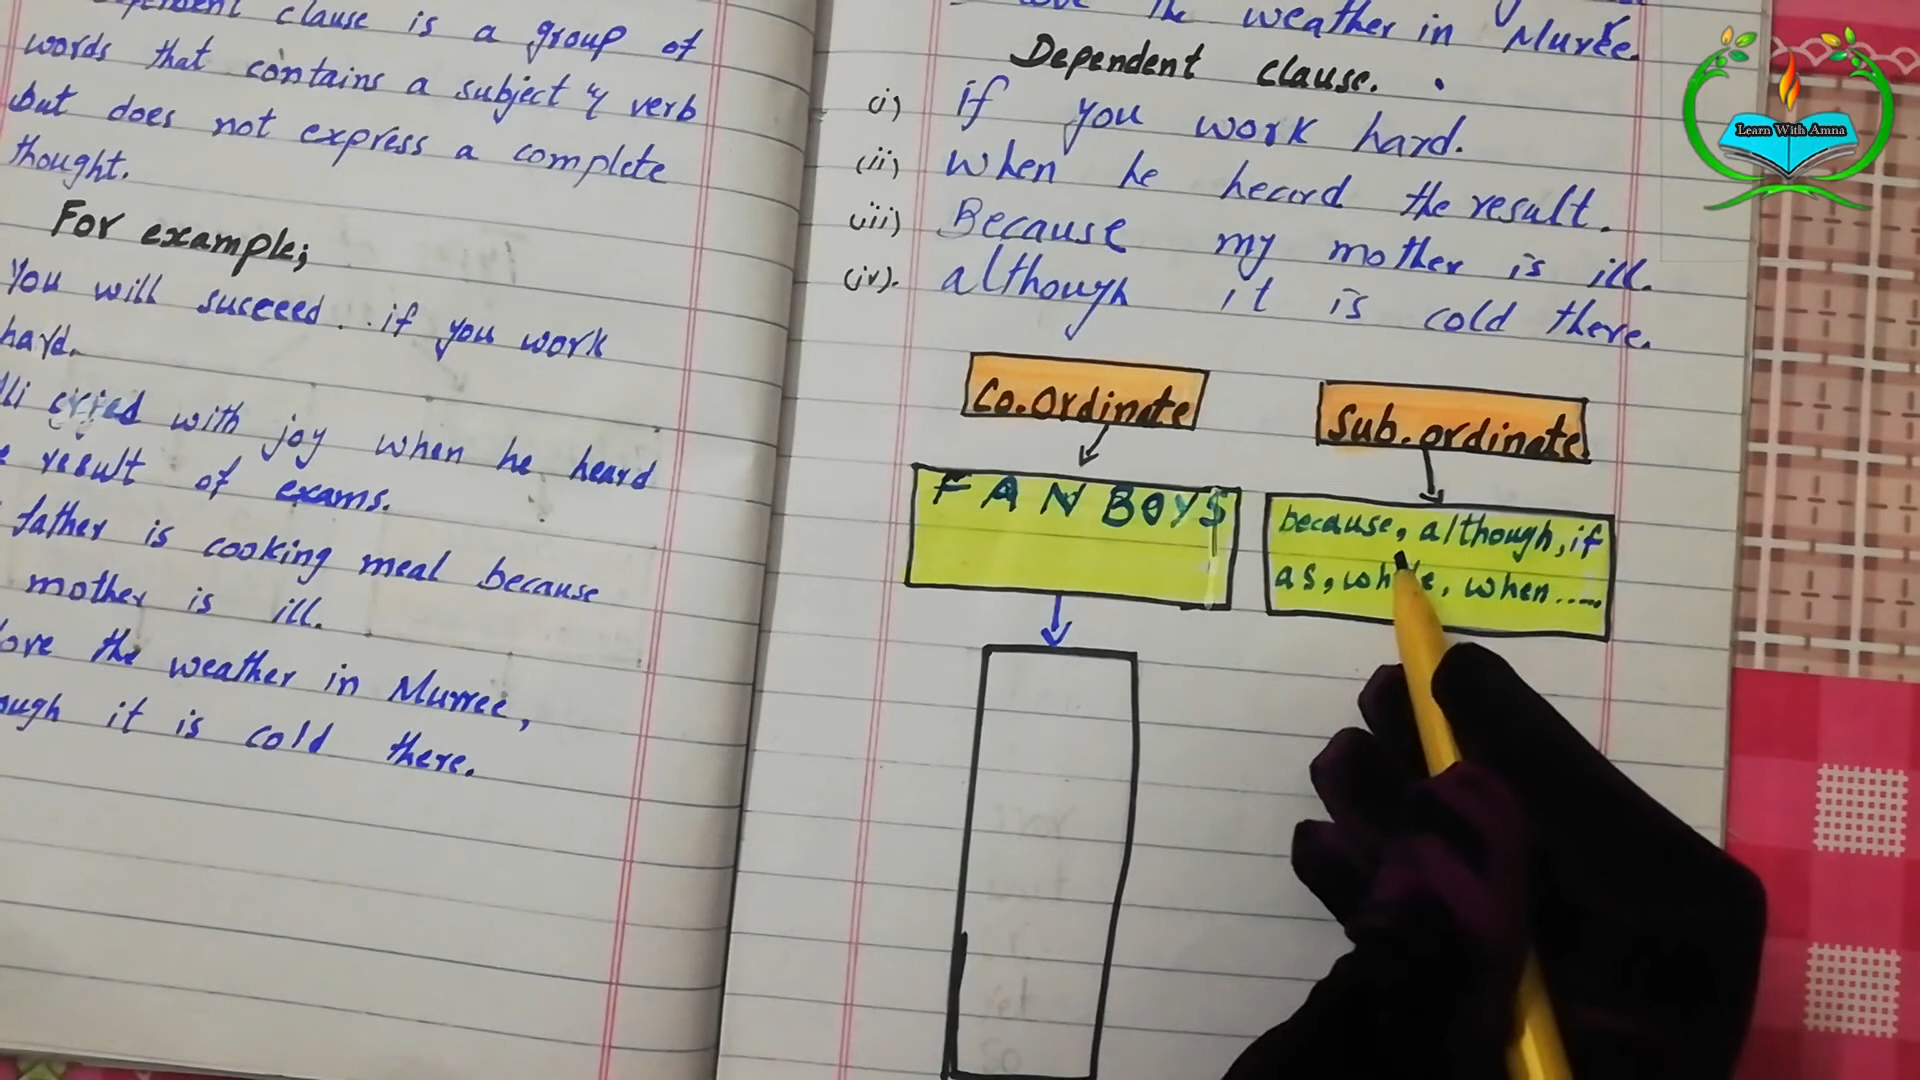 clause is a group of
words that contains a subject & verb
but does not express a complete
thought.
For example;
You will succeed. if you work
hard.
cried with joy when he heard
result of exams.
father is cooking meal because
mother is ill.
the weather in Murree,
it is cold there.
the weather in Murree.
Dependent clause.
(i) if you work hard.
(ii) when he heard the result.
(iii) Because my mother is ill.
(iv). although it is cold there.
Co.ordinate
Sub.ordinate
F A N B O Y S
because, although, if
as, while, when.....
Learn With Amna